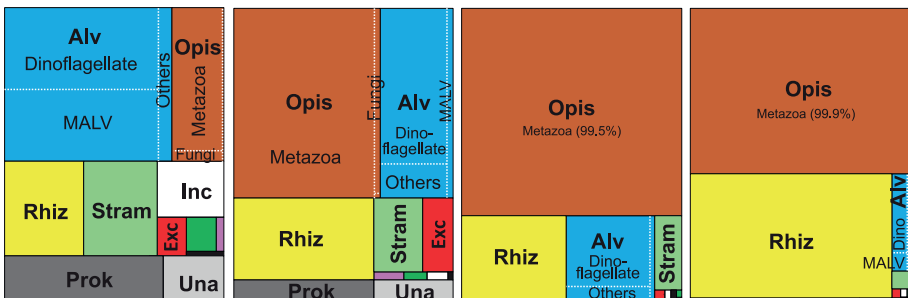 Alv
Dinoflagellate
MALV
Others
Opis
Metazoa
Fungi
Rhiz
Stram
Inc
Exc
Prok
Una
Opis
Metazoa
Fungi
Alv
Dino-
flagellate
MALV
Others
Rhiz
Stram
Exc
Prok
Una
Opis
Metazoa (99.5%)
Rhiz
Alv
Dino-
flagellate
Others
Stram
Opis
Metazoa (99.9%)
Rhiz
Alv
Dino
MALV